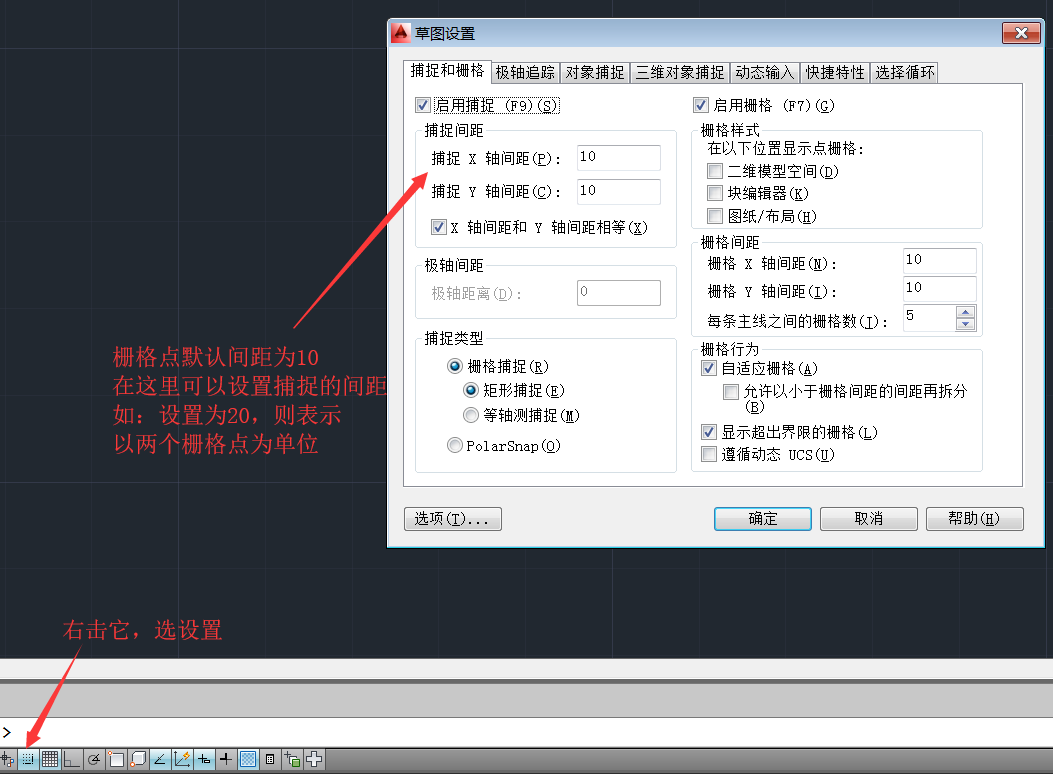 草图设置
捕捉和栅格 极轴追踪 对象捕捉 三维对象捕捉 动态输入 快捷特性 选择循环
启用捕捉 (F9)(S)
捕捉间距
捕捉 X 轴间距(P): 10
捕捉 Y 轴间距(C): 10
X 轴间距和 Y 轴间距相等(X)
极轴间距
极轴距离(D): 0
捕捉类型
栅格捕捉(R)
矩形捕捉(E)
等轴测捕捉(M)
PolarSnap(O)
启用栅格 (F7)(G)
栅格样式
在以下位置显示点栅格:
二维模型空间(D)
块编辑器(K)
图纸/布局(H)
栅格间距
栅格 X 轴间距(N): 10
栅格 Y 轴间距(I): 10
每条主线之间的栅格数(J): 5
栅格行为
自适应栅格(A)
允许以小于栅格间距的间距再拆分
(B)
显示超出界限的栅格(L)
遵循动态 UCS(U)
选项(T)... 确定 取消 帮助(H)
栅格点默认间距为10
在这里可以设置捕捉的间距
如：设置为20，则表示
以两个栅格点为单位
右击它，选设置
>